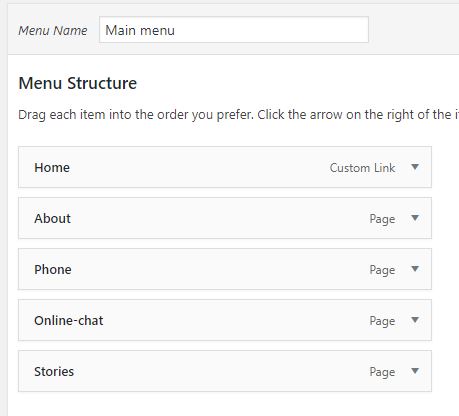 Menu Name Main menu
Menu Structure
Drag each item into the order you prefer. Click the arrow on the right of the
Home Custom Link
About Page
Phone Page
Online-chat Page
Stories Page